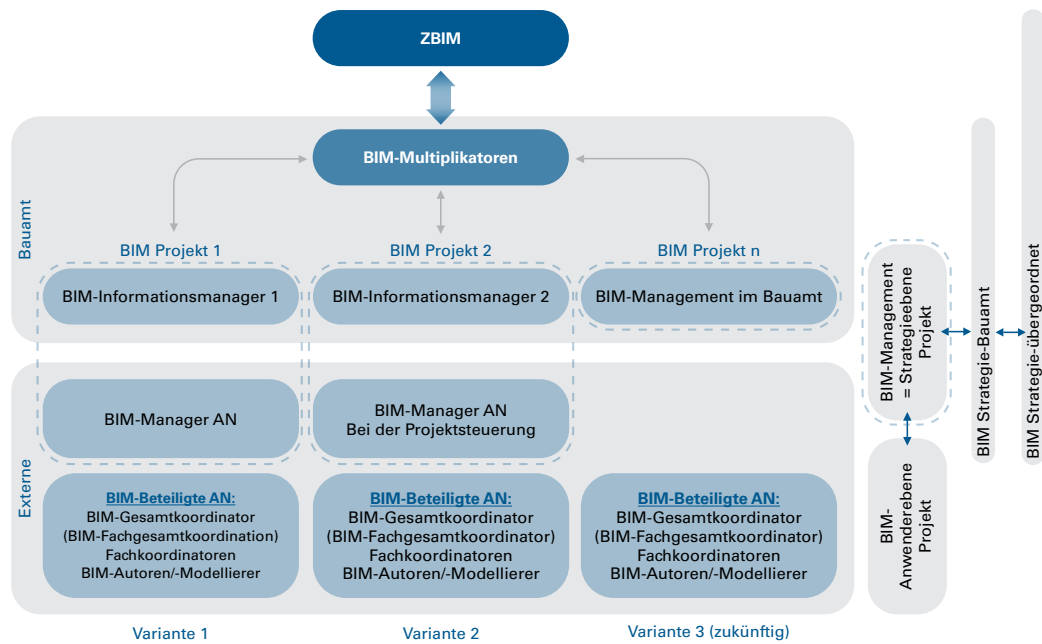 ZBIM
BIM-Multiplikatoren
Bauamt
BIM Projekt 1
BIM Projekt 2
BIM Projekt n
BIM-Informationsmanager 1
BIM-Informationsmanager 2
BIM-Management im Bauamt
Externe
BIM-Manager AN
BIM-Manager AN
Bei der Projektsteuerung
BIM-Beteiligte AN:
BIM-Gesamtkoordinator
(BIM-Fachgesamtkoordination)
Fachkoordinatoren
BIM-Autoren/-Modellierer
BIM-Beteiligte AN:
BIM-Gesamtkoordinator
(BIM-Fachgesamtkoordinator)
Fachkoordinatoren
BIM-Autoren/-Modellierer
BIM-Beteiligte AN:
BIM-Gesamtkoordinator
(BIM-Fachgesamtkoordinator)
Fachkoordinatoren
BIM-Autoren/-Modellierer
Variante 1
Variante 2
Variante 3 (zukünftig)
BIM-Management
= Strategieebene
Projekt
BIM-
Anwenderebene
Projekt
BIM Strategie-Bauamt
BIM Strategie-übergeordnet